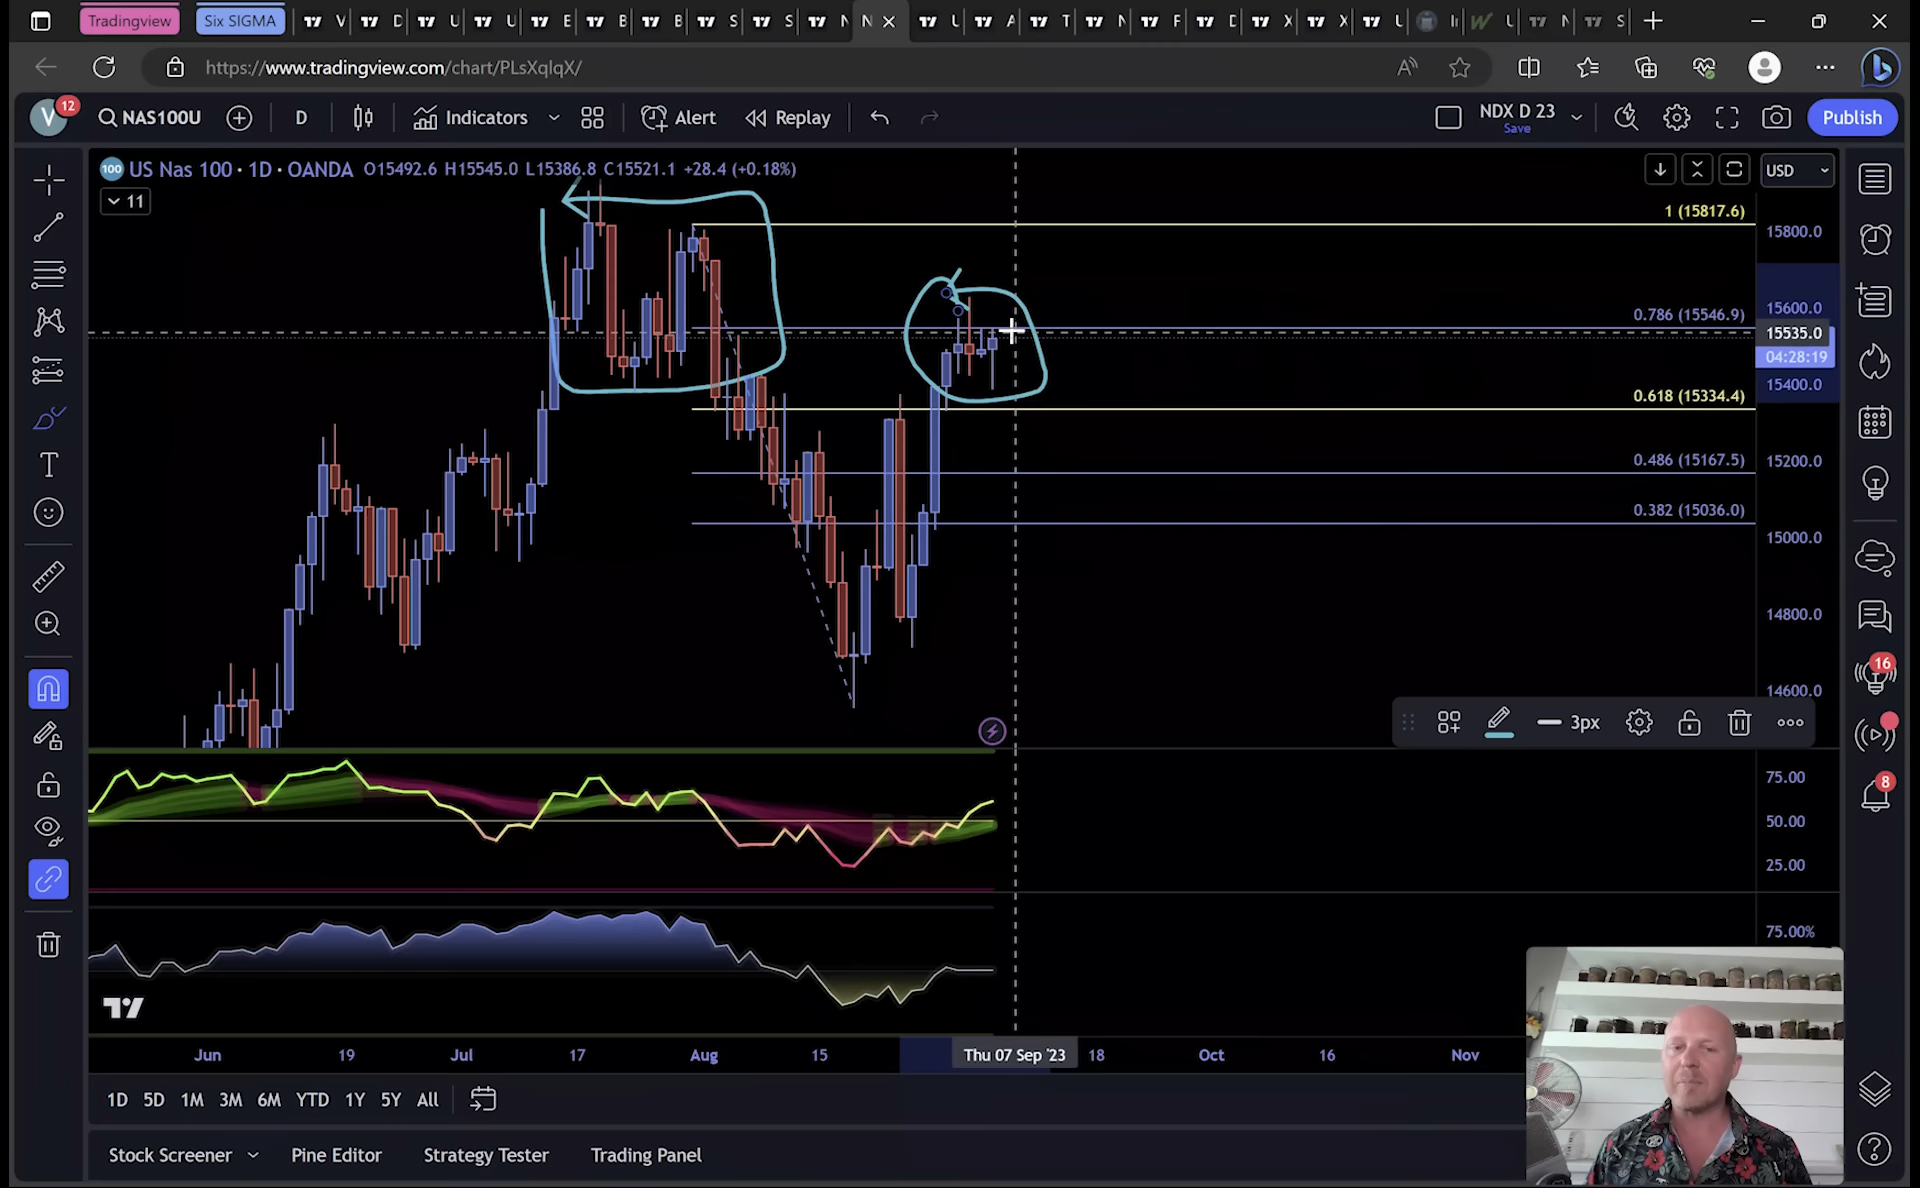 Tradingview
Six SIGMA
V
D
U
U
E
B
B
S
S
N
N
U
A
T
N
F
D
X
X
U
I
U
N
S
https://www.tradingview.com/chart/PLsXqlqX/
V
12
NAS100U
D
Indicators
Alert
Replay
NDX D 23
Save
Publish
100
US Nas 100 · 1D · OANDA O15492.6 H15545.0 L15386.8 C15521.1 +28.4 (+0.18%)
USD
11
1 (15817.6)
15800.0
0.786 (15546.9)
15600.0
15535.0
04:28:19
15400.0
0.618 (15334.4)
0.486 (15167.5)
15200.0
0.382 (15036.0)
15000.0
14800.0
14600.0
3px
16
8
75.00
50.00
25.00
75.00%
Jun
19
Jul
17
Aug
15
Thu 07 Sep '23
18
Oct
16
Nov
1D 5D 1M 3M 6M YTD 1Y 5Y All
Stock Screener
Pine Editor
Strategy Tester
Trading Panel